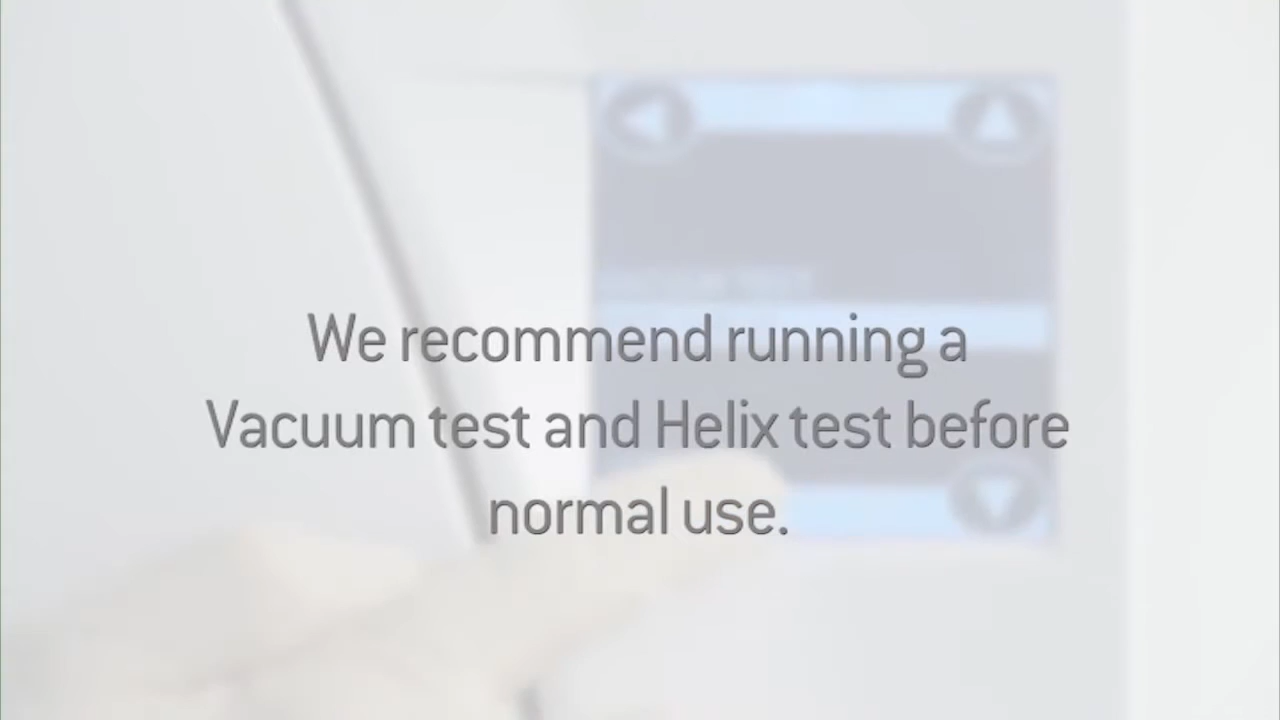 We recommend running a
Vacuum test and Helix test before
normal use.